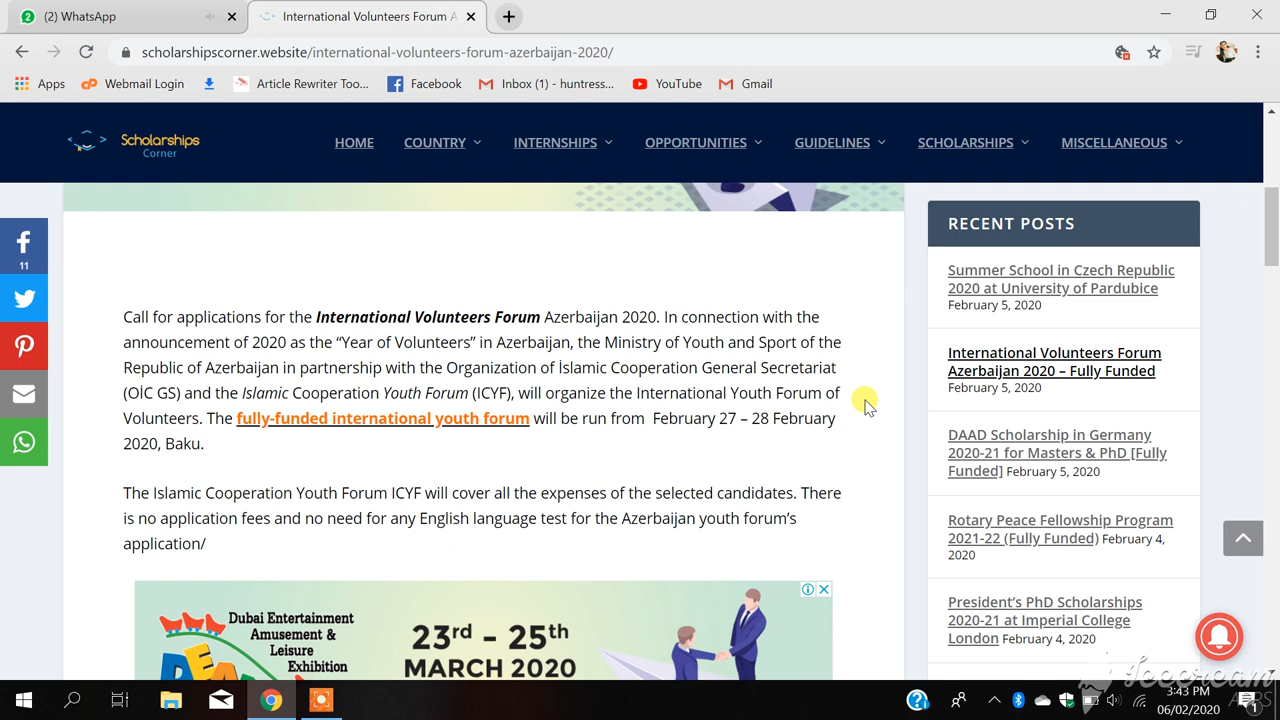 (2) WhatsApp
International Volunteers Forum A
scholarshipscorner.website/international-volunteers-forum-azerbaijan-2020/
Apps
Webmail Login
Article Rewriter Too...
Facebook
Inbox (1) - huntress...
YouTube
Gmail
Scholarships
Corner
HOME
COUNTRY
INTERNSHIPS
OPPORTUNITIES
GUIDELINES
SCHOLARSHIPS
MISCELLANEOUS
11
Call for applications for the International Volunteers Forum Azerbaijan 2020. In connection with the
announcement of 2020 as the “Year of Volunteers” in Azerbaijan, the Ministry of Youth and Sport of the
Republic of Azerbaijan in partnership with the Organization of İslamic Cooperation General Secretariat
(OİC GS) and the Islamic Cooperation Youth Forum (ICYF), will organize the International Youth Forum of
Volunteers. The fully-funded international youth forum will be run from February 27 – 28 February
2020, Baku.
The Islamic Cooperation Youth Forum ICYF will cover all the expenses of the selected candidates. There
is no application fees and no need for any English language test for the Azerbaijan youth forum’s
application/
Dubai Entertainment
Amusement &
Leisure
Exhibition
DEA
23rd - 25th
MARCH 2020
RECENT POSTS
Summer School in Czech Republic
2020 at University of Pardubice
February 5, 2020
International Volunteers Forum
Azerbaijan 2020 – Fully Funded
February 5, 2020
DAAD Scholarship in Germany
2020-21 for Masters & PhD [Fully
Funded] February 5, 2020
Rotary Peace Fellowship Program
2021-22 (Fully Funded) February 4,
2020
President’s PhD Scholarships
2020-21 at Imperial College
London February 4, 2020
Icecream
APPS
3:43 PM
06/02/2020
1